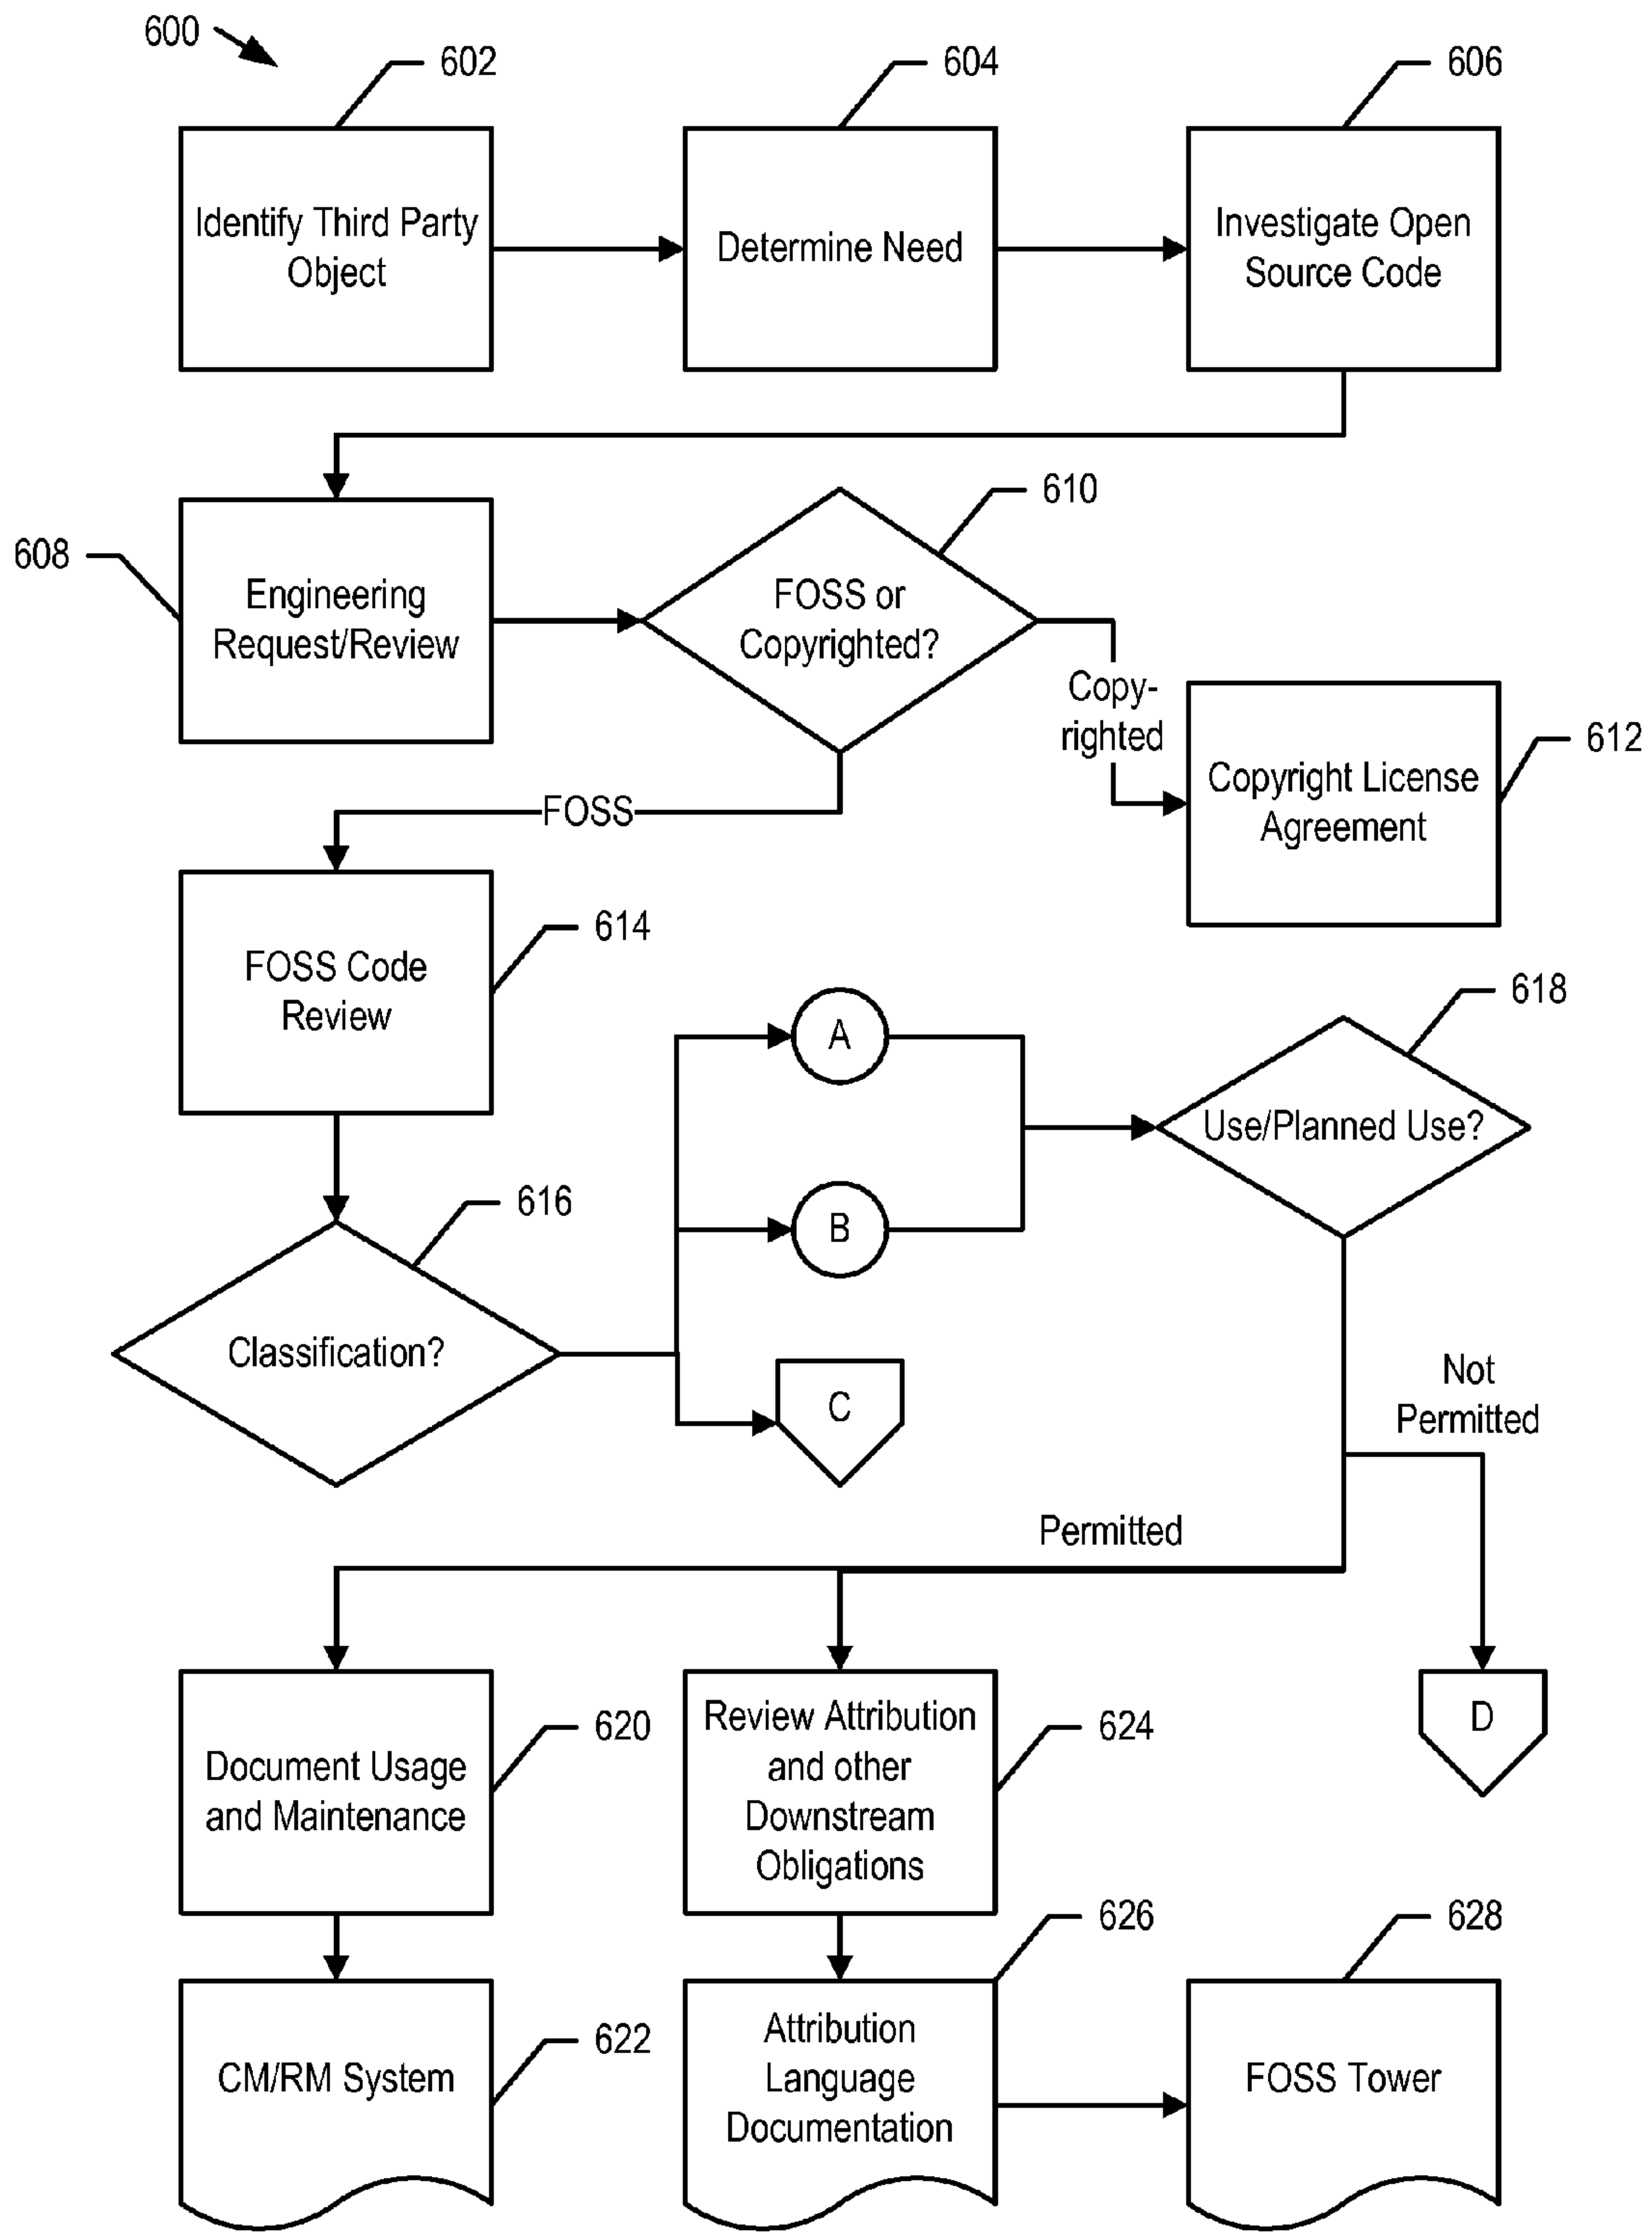 600
602
604
606
Identify Third Party
Object
Determine Need
Investigate Open
Source Code
608
610
Engineering
Request/Review
FOSS or
Copyrighted?
Copy-
righted
612
Copyright License
Agreement
FOSS
614
FOSS Code
Review
A
618
Use/Planned Use?
616
B
Classification?
C
Not
Permitted
Permitted
620
Document Usage
and Maintenance
624
Review Attribution
and other
Downstream
Obligations
D
626
628
622
CM/RM System
Attribution
Language
Documentation
FOSS Tower